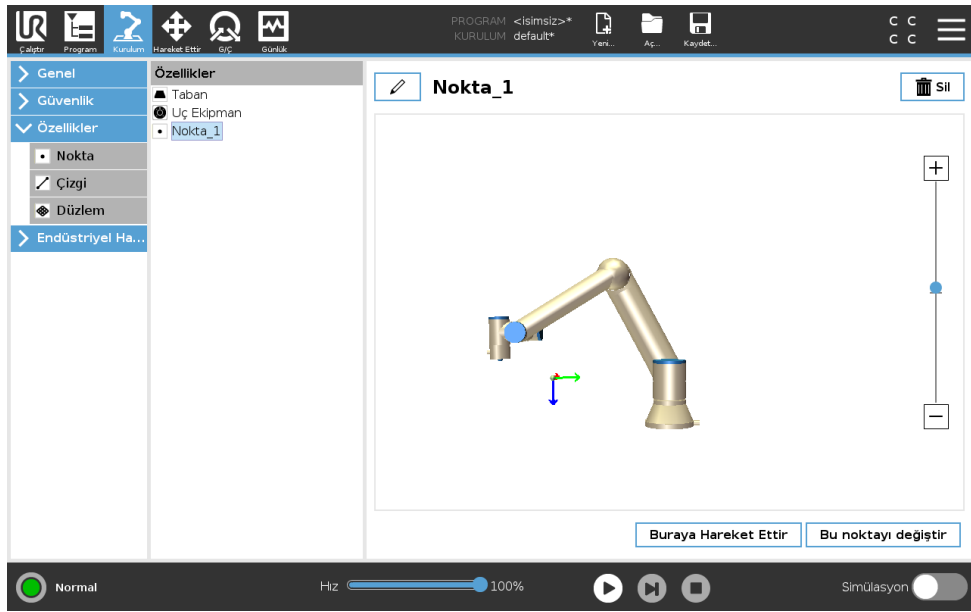 UR
Çalıştır
Program
Kurulum
Hareket Ettir
G/Ç
Günlük
PROGRAM <isimsiz>*
KURULUM default*
Yeni...
Aç...
Kaydet...
C C
C C
Genel
Güvenlik
Özellikler
Nokta
Çizgi
Düzlem
Endüstriyel Ha...
Özellikler
Taban
Uç Ekipman
Nokta_1
Nokta_1
Sil
+
−
Buraya Hareket Ettir
Bu noktayı değiştir
Normal
Hız
100%
Simülasyon